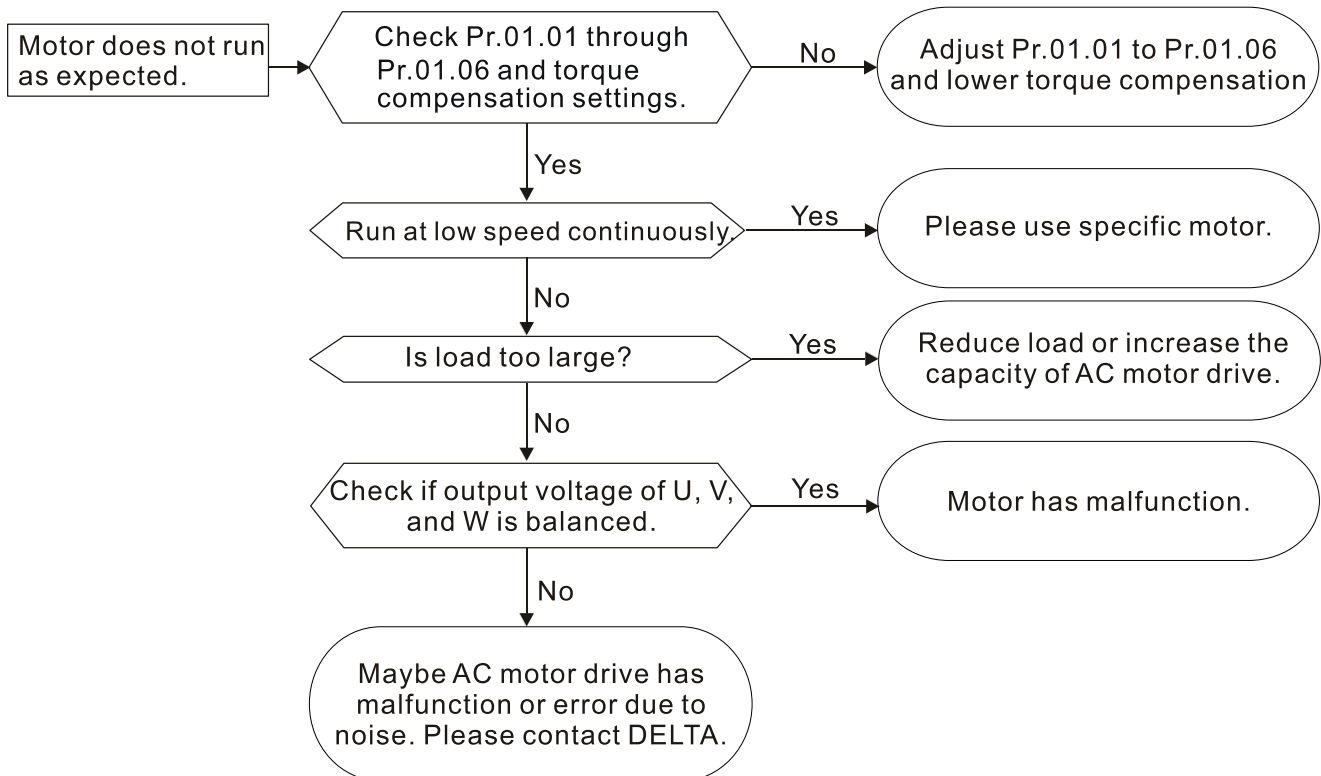 Motor does not run
as expected.
Check Pr.01.01 through
Pr.01.06 and torque
compensation settings.
No
Adjust Pr.01.01 to Pr.01.06
and lower torque compensation
Yes
Run at low speed continuously.
Yes
Please use specific motor.
No
Is load too large?
Yes
Reduce load or increase the
capacity of AC motor drive.
No
Check if output voltage of U, V,
and W is balanced.
Yes
Motor has malfunction.
No
Maybe AC motor drive has
malfunction or error due to
noise. Please contact DELTA.